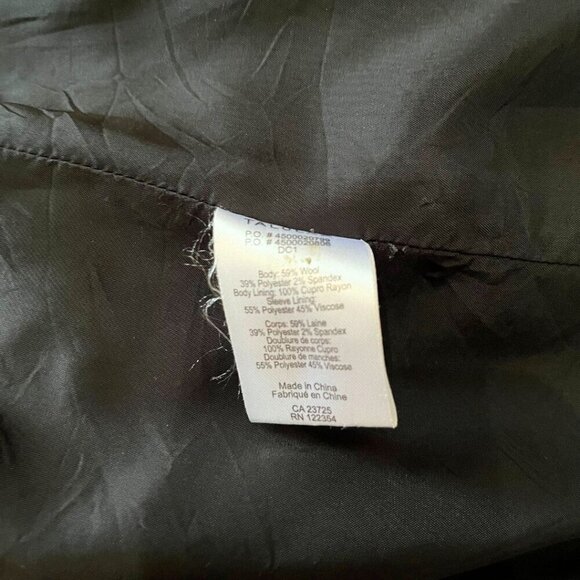 P.O. # 4500020799
P.O. # 4500020806
DC1
Body: 59% Wool
39% Polyester 2% Spandex
Body Lining: 100% Cupro Rayon
Sleeve Lining:
55% Polyester 45% Viscose
Corps: 59% Laine
39% Polyester 2% Spandex
Doublure de corps:
100% Rayonne Cupro
Doublure de manches:
55% Polyester 45% Viscose
Made in China
Fabriqué en Chine
CA 23725
RN 122354